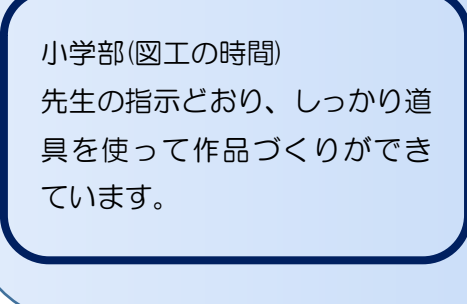 小学部(図工の時間)
先生の指示どおり、しっかり道
具を使って作品づくりができ
ています。